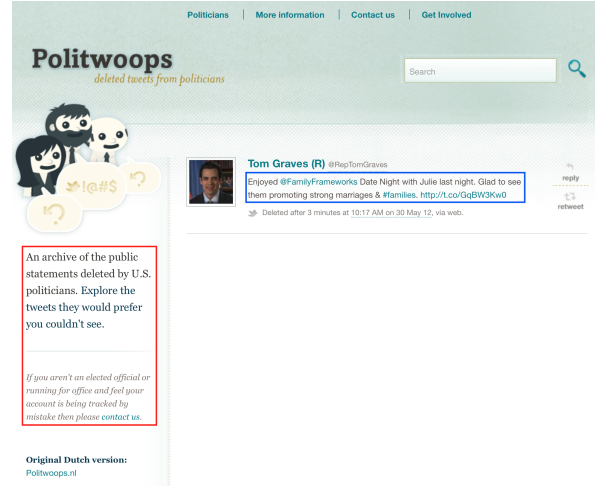 Politicians | More information | Contact us | Get Involved
Politwoops
deleted tweets from politicians
Search
!@#$
Tom Graves (R) @RepTomGraves
Enjoyed @FamilyFrameworks Date Night with Julie last night. Glad to see
them promoting strong marriages & #families. http://t.co/GqBW3Kw0
Deleted after 3 minutes at 10:17 AM on 30 May 12, via web.
reply
retweet
An archive of the public
statements deleted by U.S.
politicians. Explore the
tweets they would prefer
you couldn't see.
If you aren't an elected official or
running for office and feel your
account is being tracked by
mistake then please contact us.
Original Dutch version:
Politwoops.nl